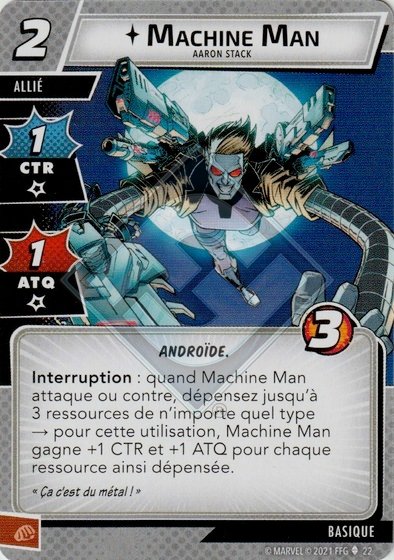 2
Machine Man
AARON STACK
ALLIÉ
1
CTR
1
ATQ
3
ANDROÏDE.
Interruption : quand Machine Man
attaque ou contre, dépensez jusqu’à
3 ressources de n’importe quel type
→ pour cette utilisation, Machine Man
gagne +1 CTR et +1 ATQ pour chaque
ressource ainsi dépensée.
« Ça c’est du métal ! »
BASIQUE
© MARVEL © 2021 FFG 22